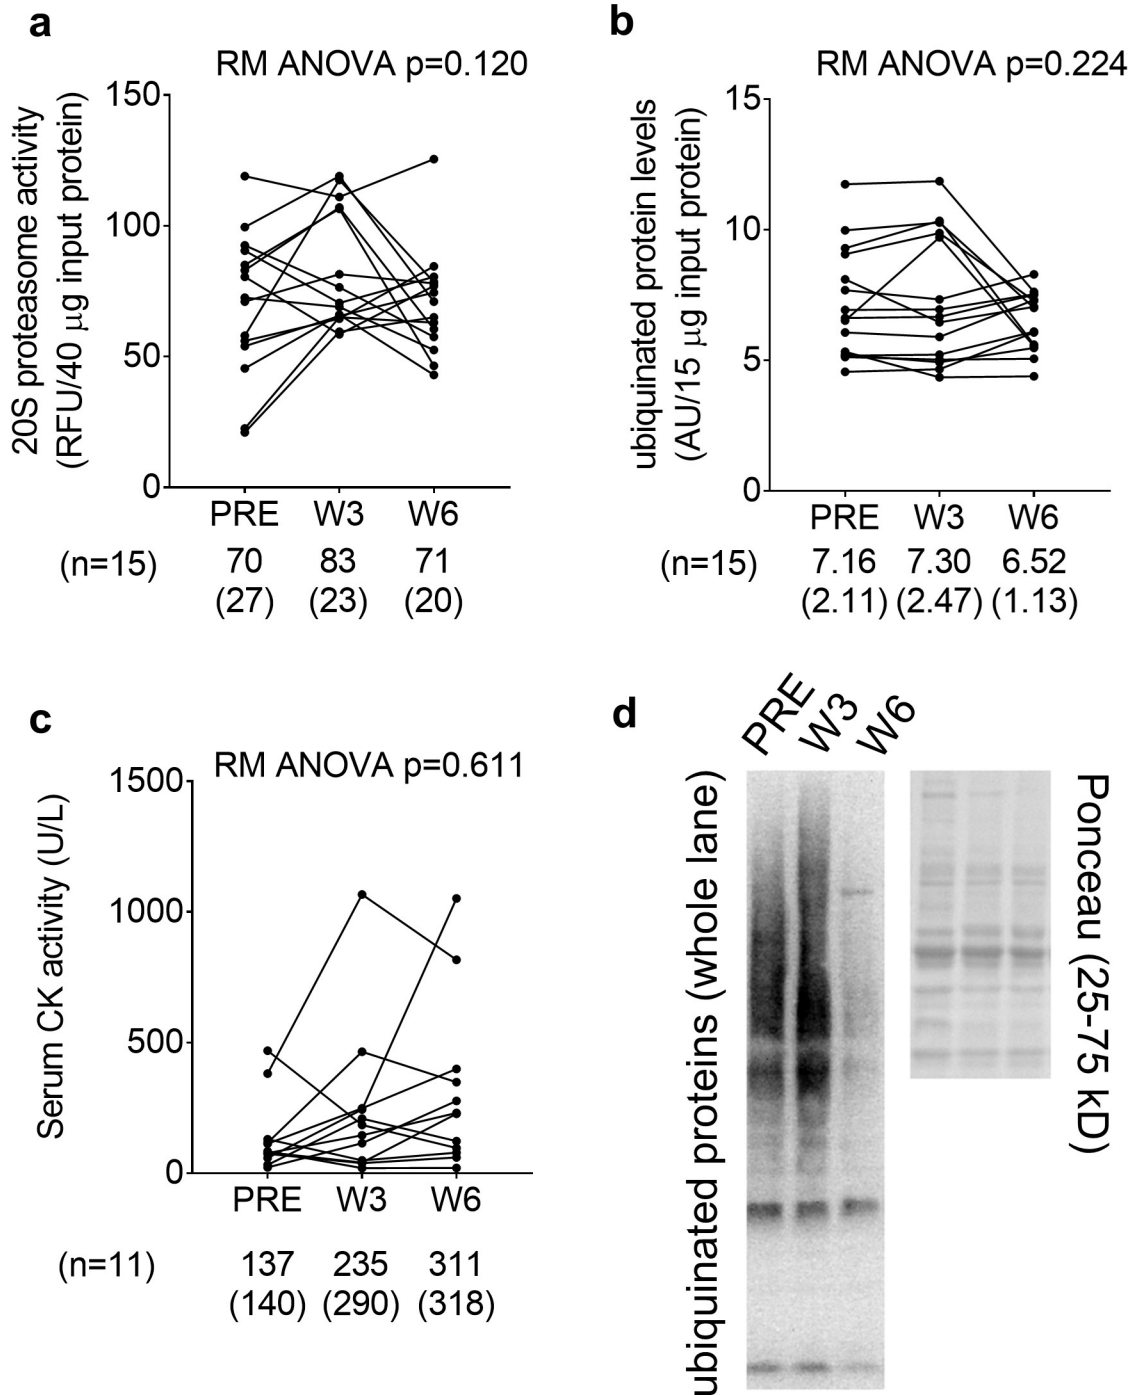 a
RM ANOVA p=0.120
20S proteasome activity
(RFU/40 μg input protein)
150
100
50
0
PRE W3 W6
(n=15) 70 83 71
(27) (23) (20)
b
RM ANOVA p=0.224
ubiquinated protein levels
(AU/15 μg input protein)
15
10
5
0
PRE W3 W6
(n=15) 7.16 7.30 6.52
(2.11) (2.47) (1.13)
c
RM ANOVA p=0.611
Serum CK activity (U/L)
1500
1000
500
0
PRE W3 W6
(n=11) 137 235 311
(140) (290) (318)
d
PRE W3 W6
ubiquinated proteins (whole lane)
Ponceau (25-75 kD)